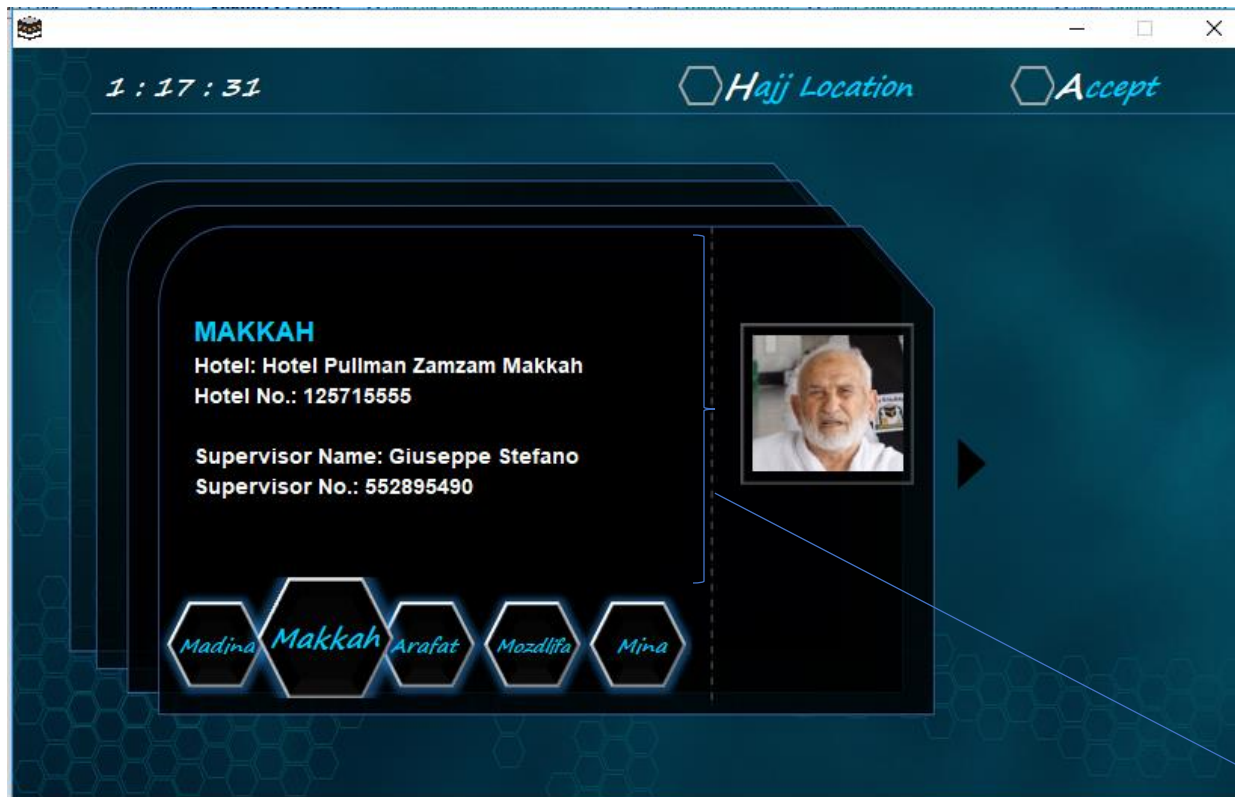 1 : 17 : 31
Hajj Location
Accept
MAKKAH
Hotel: Hotel Pullman Zamzam Makkah
Hotel No.: 125715555
Supervisor Name: Giuseppe Stefano
Supervisor No.: 552895490
Madina
Makkah
Arafat
Mozdlifa
Mina